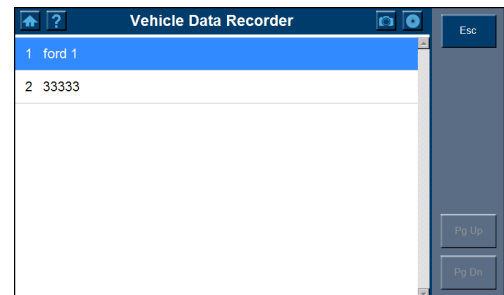 ? Vehicle Data Recorder
Esc
1 ford 1
2 33333
Pg Up
Pg Dn